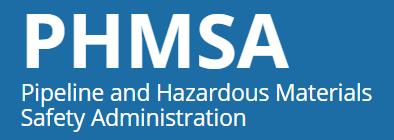 PHMSA
Pipeline and Hazardous Materials
Safety Administration